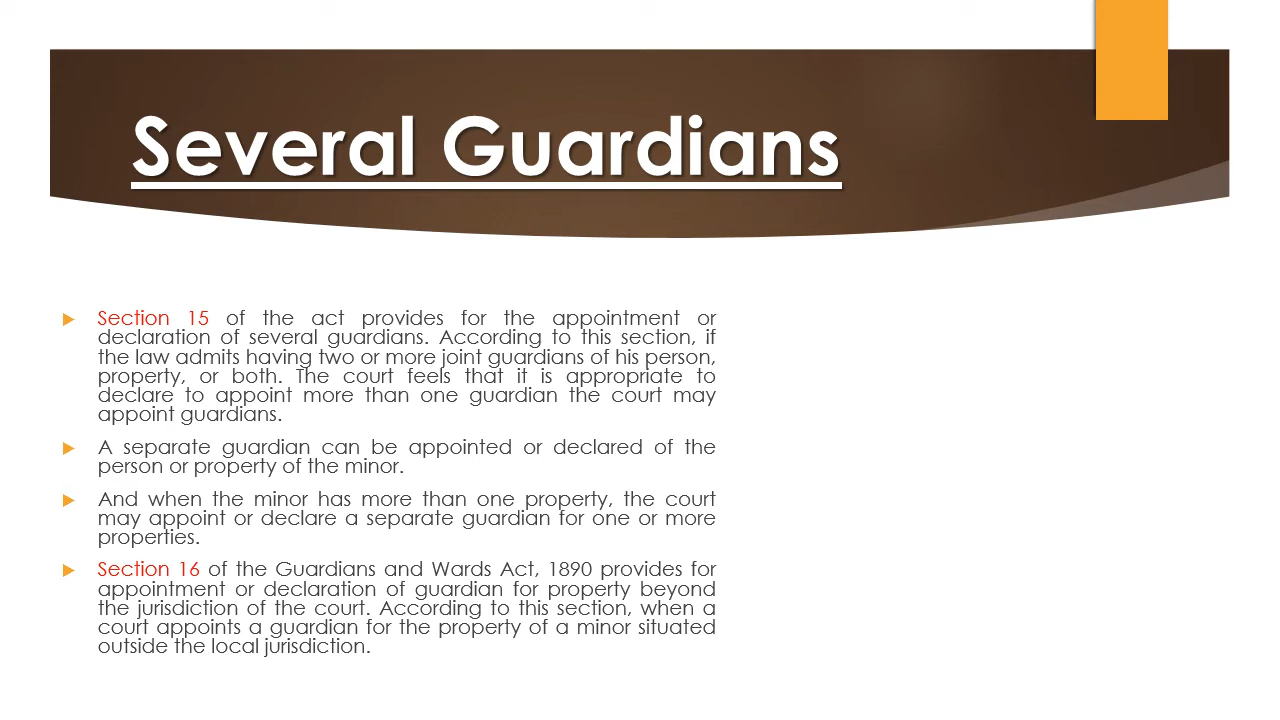 Several Guardians
Section 15 of the act provides for the appointment or
declaration of several guardians. According to this section, if
the law admits having two or more joint guardians of his person,
property, or both. The court feels that it is appropriate to
declare to appoint more than one guardian the court may
appoint guardians.
A separate guardian can be appointed or declared of the
person or property of the minor.
And when the minor has more than one property, the court
may appoint or declare a separate guardian for one or more
properties.
Section 16 of the Guardians and Wards Act, 1890 provides for
appointment or declaration of guardian for property beyond
the jurisdiction of the court. According to this section, when a
court appoints a guardian for the property of a minor situated
outside the local jurisdiction.